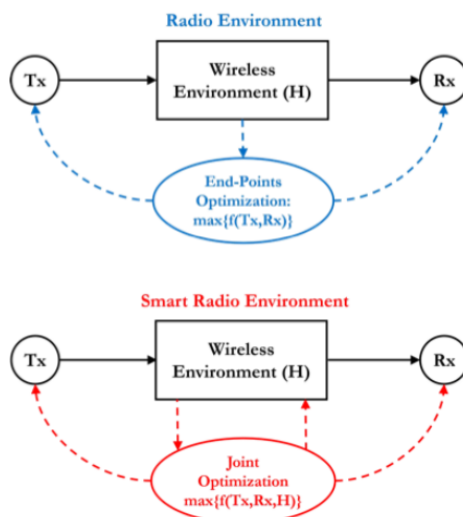 Radio Environment
Tx
Wireless
Environment (H)
Rx
End-Points
Optimization:
max{f(Tx,Rx)}
Smart Radio Environment
Tx
Wireless
Environment (H)
Rx
Joint
Optimization
max{f(Tx,Rx,H)}